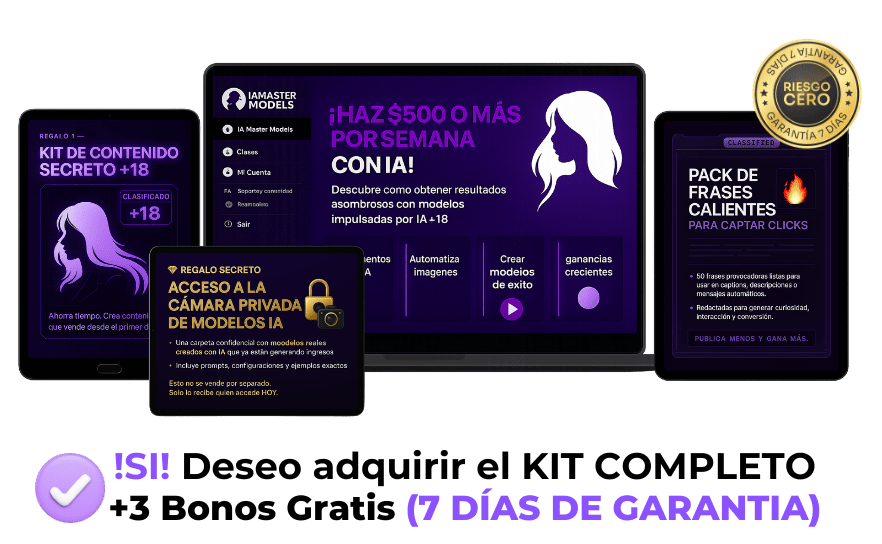 GARANTÍA 7 DÍAS
RIESGO
CERO
GARANTÍA 7 DÍAS
REGALO 1 —
KIT DE CONTENIDO
SECRETO +18
CLASIFICADO
+18
Ahorra tiempo. Crea conteni
que vende desde el primer d
IAMASTER
MODELS
IA Master Models
Clases
Mi Cuenta
Soporte y comunidad
Salir
¡HAZ $500 O MÁS
POR SEMANA
CON IA!
Descubre como obtener resultados
asombrosos con modelos
impulsadas por IA +18
mentos
IA
Automatiza
imagenes
Crear
modelos
de exito
ganancias
crecientes
REGALO SECRETO
ACCESO A LA
CÁMARA PRIVADA
DE MODELOS IA
• Una carpeta confidencial con modelos reales
creados con IA que ya están generando ingresos
• Incluye prompts, configuraciones y ejemplos exactos
Esto no se vende por separado.
Solo lo recibe quien accede HOY.
CLASSIFIED
PACK DE
FRASES
CALIENTES
PARA CAPTAR CLICKS
• 50 frases provocadoras listas para
usar en captions, descripciones o
mensajes automáticos.
• Redactadas para generar curiosidad,
interacción y conversión.
PUBLICA MENOS Y GANA MÁS.
!SI! Deseo adquirir el KIT COMPLETO
+3 Bonos Gratis (7 DÍAS DE GARANTIA)